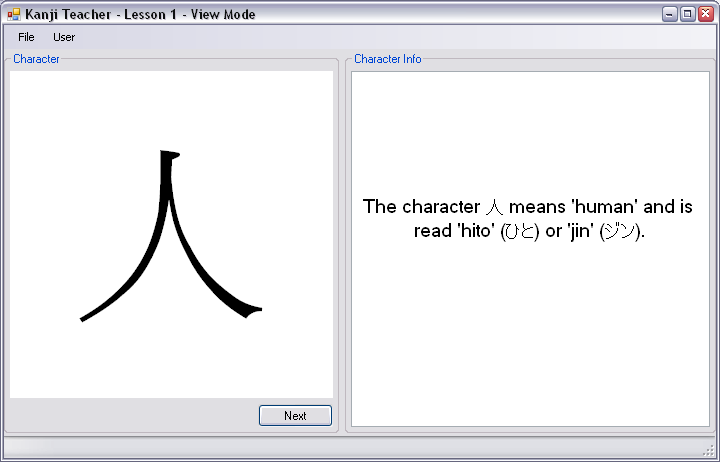 Kanji Teacher - Lesson 1 - View Mode
File User
Character
人
Next
Character Info
The character 人 means 'human' and is
read 'hito' (ひと) or 'jin' (ジン).